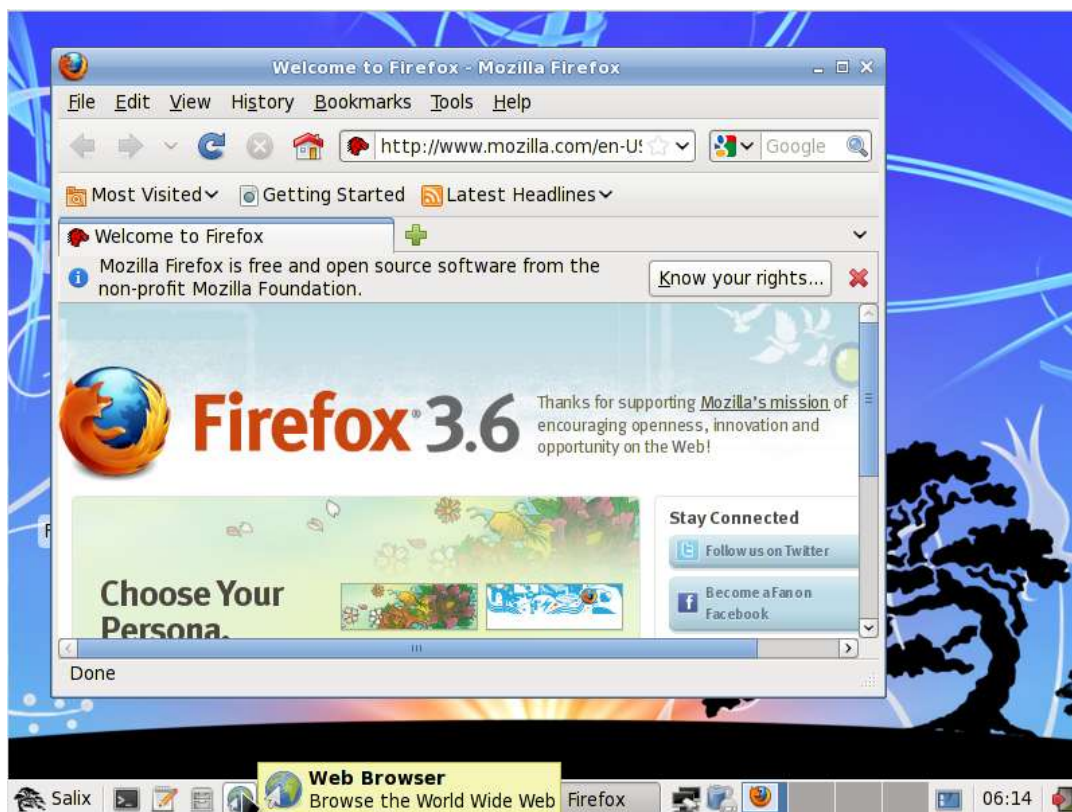 Welcome to Firefox - Mozilla Firefox
File Edit View History Bookmarks Tools Help
http://www.mozilla.com/en-US Google
Most Visited Getting Started Latest Headlines
Welcome to Firefox
Mozilla Firefox is free and open source software from the
non-profit Mozilla Foundation.
Know your rights...
Firefox® 3.6
Thanks for supporting Mozilla's mission of
encouraging openness, innovation and
opportunity on the Web!
Stay Connected
Follow us on Twitter
Become a Fan on
Facebook
Choose Your
Persona.
Done
Web Browser
Browse the World Wide Web
Salix Firefox 06:14